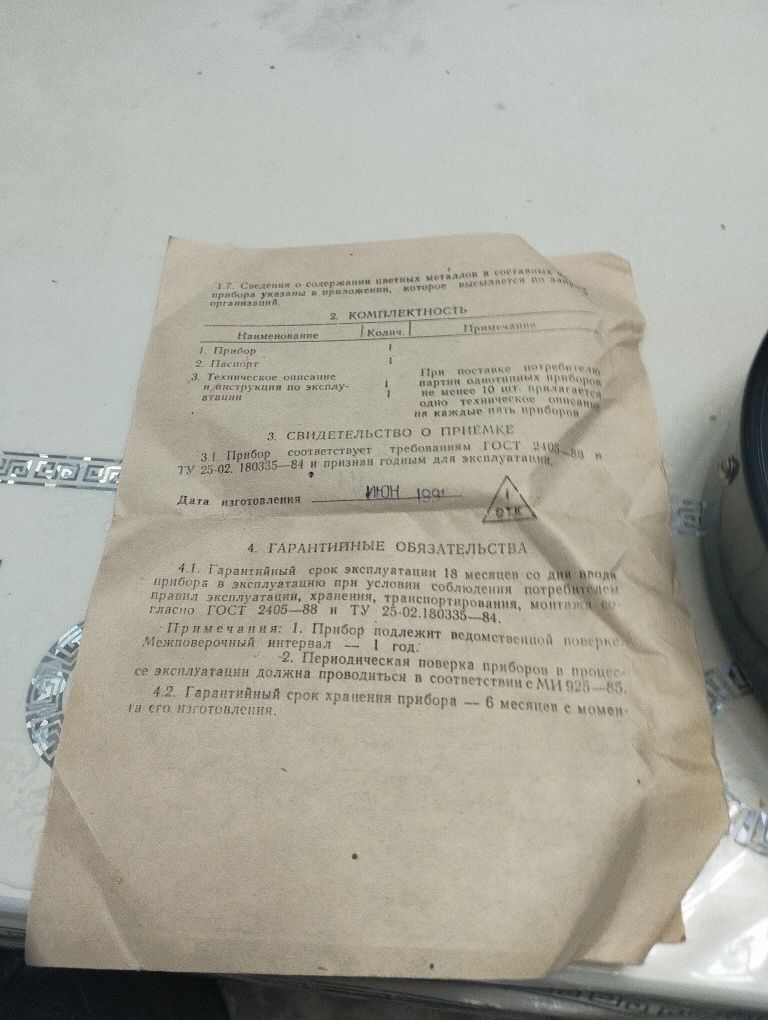 1.7. Сведения о содержании цветных металлов в составных
прибора указаны в приложении, которое высылается по
организаций.
2. КОМПЛЕКТНОСТЬ
Наименование Колич. Примечание
1. Прибор 1
2. Паспорт 1
3. Техническое описание и инструкция по эксплуатации 1 1 При поставке потребителю
партии однотипных приборов
не менее 10 шт. прилагается
одно техническое описание
на каждые пять приборов
3. СВИДЕТЕЛЬСТВО О ПРИЕМКЕ
3.1. Прибор соответствует требованиям ГОСТ 2405—88 и
ТУ 25-02. 180335—84 и признан годным для эксплуатации.
Дата изготовления ИЮН 1
ОТК
4. ГАРАНТИЙНЫЕ ОБЯЗАТЕЛЬСТВА
4.1. Гарантийный срок эксплуатации 18 месяцев со дня ввода
прибора в эксплуатацию при условии соблюдения потребителем
правил эксплуатации, хранения, транспортирования, монтажа со-
гласно ГОСТ 2405—88 и ТУ 25-02.180335—84.
Примечания: 1. Прибор подлежит ведомственной поверке.
Межповерочный интервал — 1 год.
2. Периодическая поверка приборов в процес-
се эксплуатации должна проводиться в соответствии с МИ 925—85.
4.2. Гарантийный срок хранения прибора — 6 месяцев с момен-
та его изготовления.